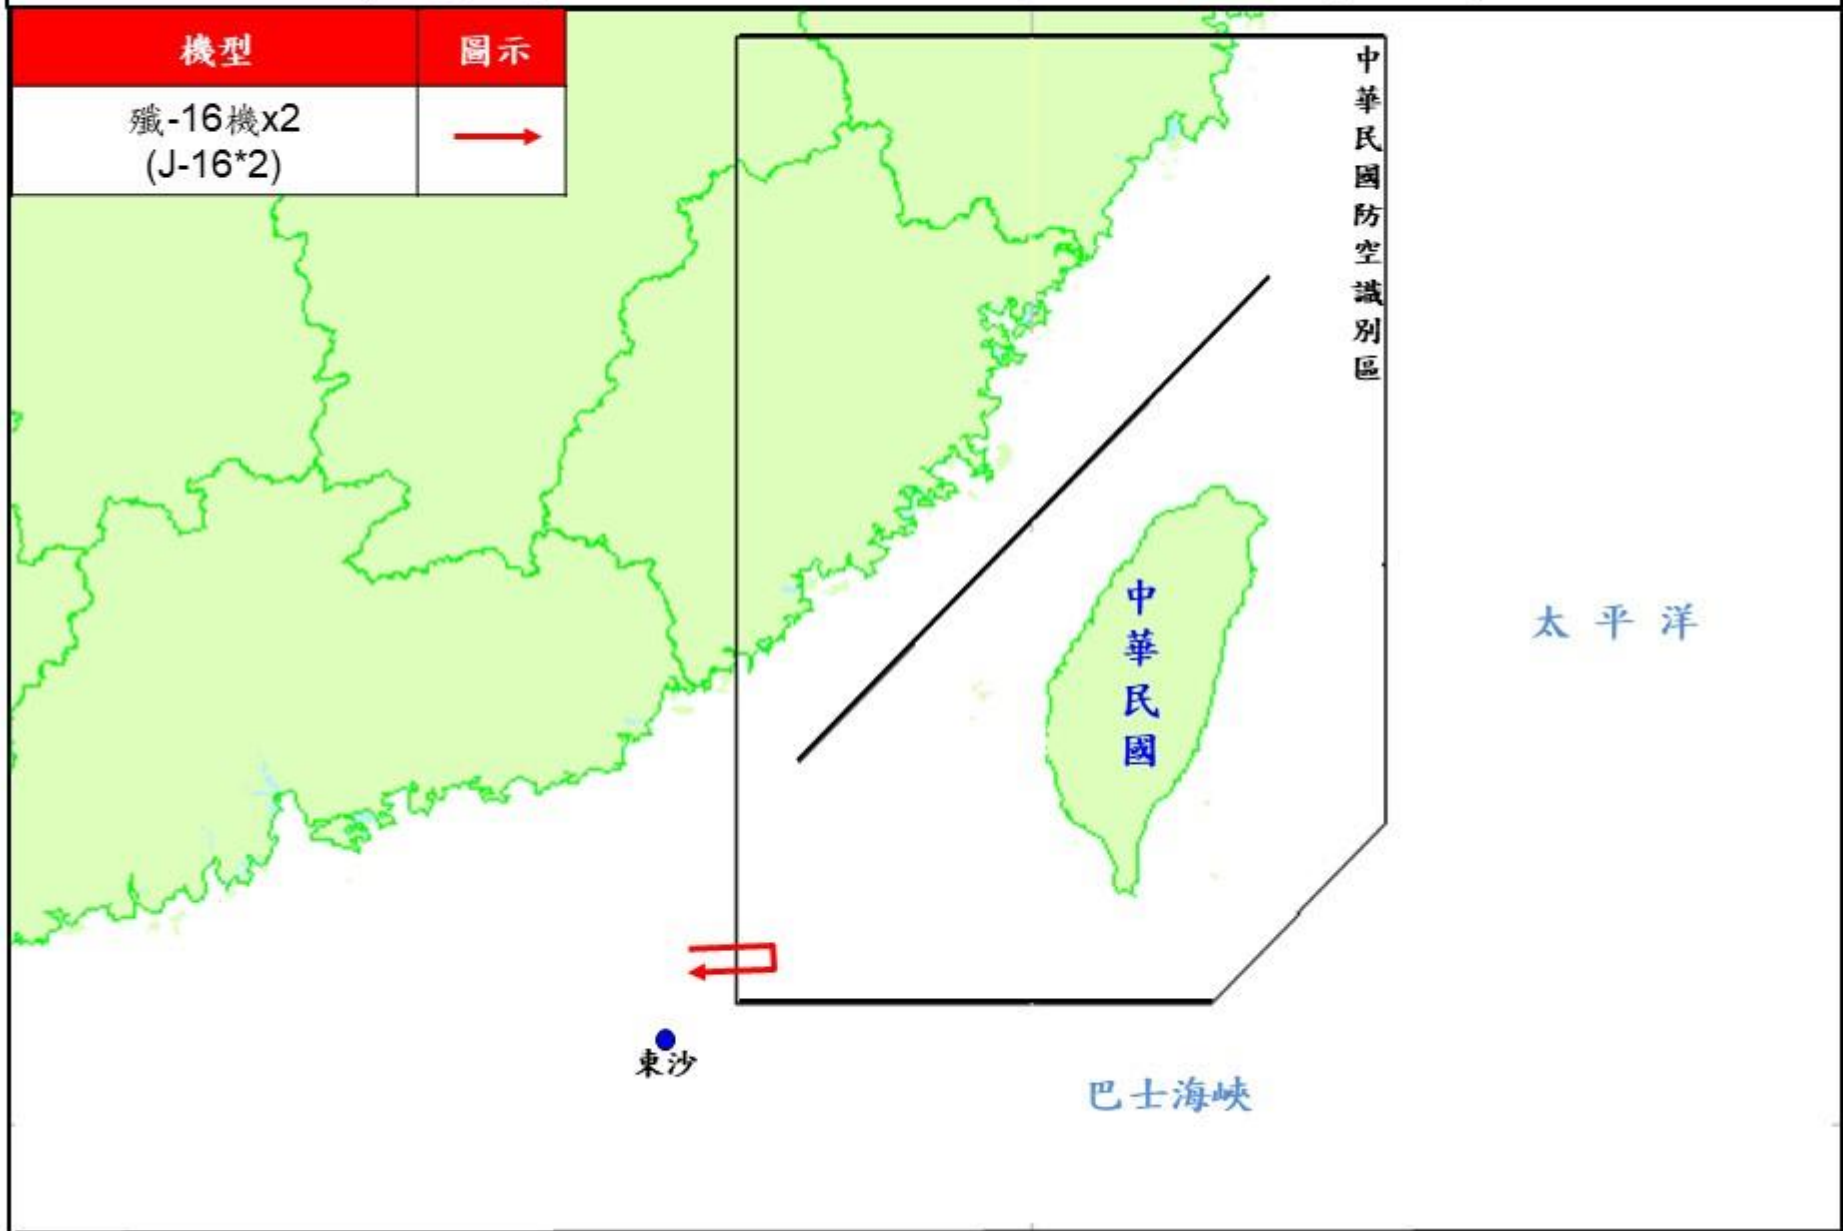 機型
圖示
殲-16機x2
(J-16*2)
中華民國防空識別區
中華民國
太平洋
東沙
巴士海峽